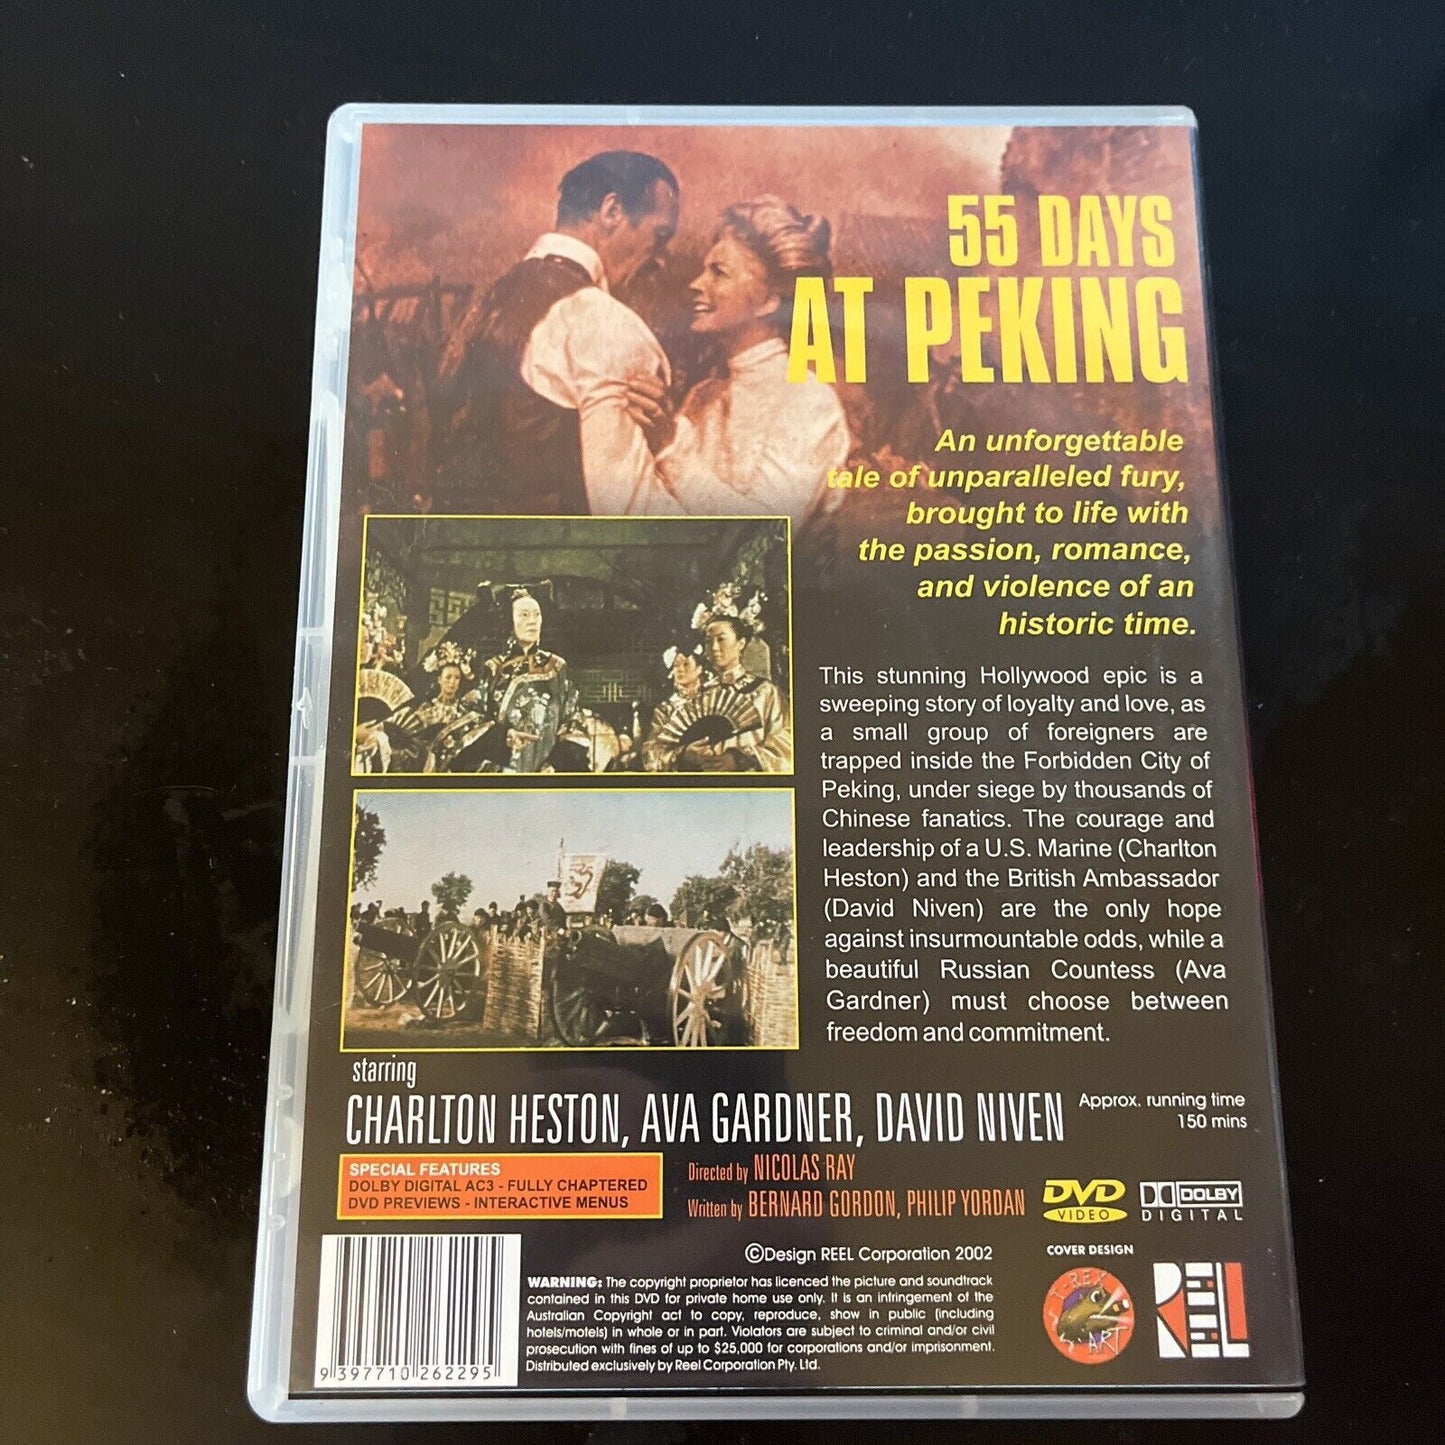 55 DAYS
AT PEKING
An unforgettable
tale of unparalleled fury,
brought to life with
the passion, romance,
and violence of an
historic time.
This stunning Hollywood epic is a
sweeping story of loyalty and love, as
a small group of foreigners are
trapped inside the Forbidden City of
Peking, under siege by thousands of
Chinese fanatics. The courage and
leadership of a U.S. Marine (Charlton
Heston) and the British Ambassador
(David Niven) are the only hope
against insurmountable odds, while a
beautiful Russian Countess (Ava
Gardner) must choose between
freedom and commitment.
starring
CHARLTON HESTON, AVA GARDNER, DAVID NIVEN
Approx. running time
150 mins
SPECIAL FEATURES
DOLBY DIGITAL AC3 - FULLY CHAPTERED
DVD PREVIEWS - INTERACTIVE MENUS
Directed by NICOLAS RAY
Written by BERNARD GORDON, PHILIP YORDAN
DVD
VIDEO
DOLBY
DIGITAL
©Design REEL Corporation 2002
COVER DESIGN
WARNING: The copyright proprietor has licenced the picture and soundtrack
contained in this DVD for private home use only. It is an infringement of the
Australian Copyright act to copy, reproduce, show in public (including
hotels/motels) in whole or in part. Violators are subject to criminal and/or civil
prosecution with fines of up to $25,000 for corporations and/or imprisonment.
Distributed exclusively by Reel Corporation Pty. Ltd.
T-REX
S ART
REEL
REEL
9 397710 262295